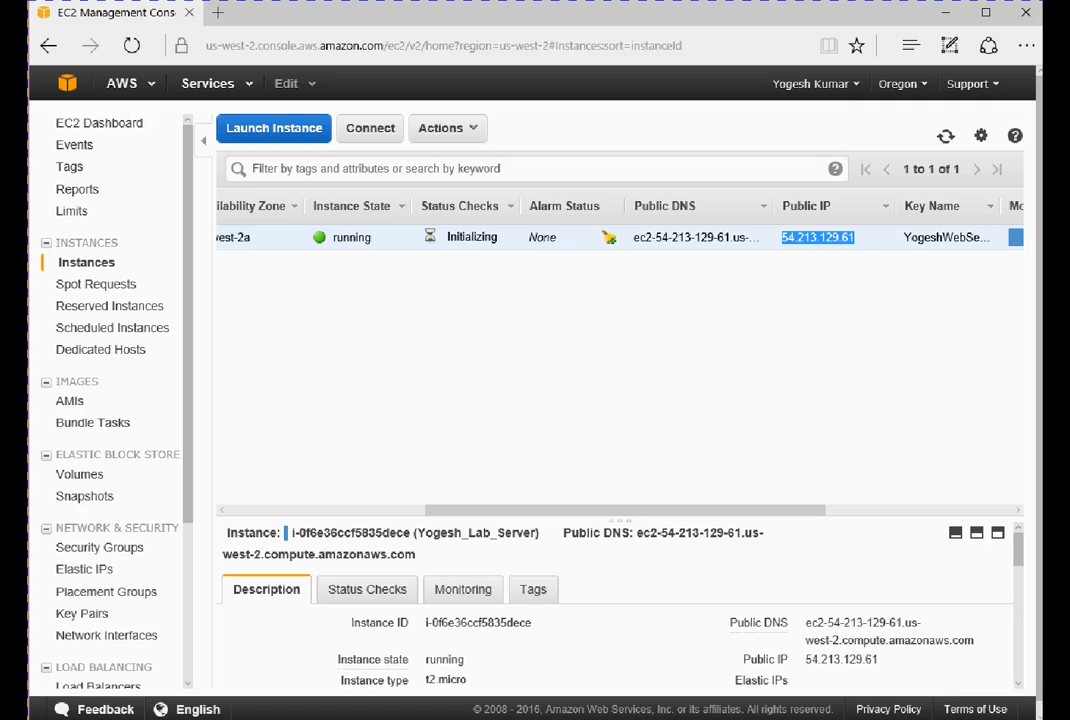 EC2 Management Cons
us-west-2.console.aws.amazon.com/ec2/v2/home?region=us-west-2#Instances:sort=instanceId
AWS Services Edit Yogesh Kumar Oregon Support
EC2 Dashboard
Events
Tags
Reports
Limits
INSTANCES
Instances
Spot Requests
Reserved Instances
Scheduled Instances
Dedicated Hosts
IMAGES
AMIs
Bundle Tasks
ELASTIC BLOCK STORE
Volumes
Snapshots
NETWORK & SECURITY
Security Groups
Elastic IPs
Placement Groups
Key Pairs
Network Interfaces
LOAD BALANCING
Load Balancers
Launch Instance Connect Actions
Filter by tags and attributes or search by keyword 1 to 1 of 1
ilability Zone Instance State Status Checks Alarm Status Public DNS Public IP Key Name Mo
vest-2a running Initializing None ec2-54-213-129-61.us-... 54.213.129.61 YogeshWebSe...
Instance: i-0f6e36ccf5835dece (Yogesh_Lab_Server) Public DNS: ec2-54-213-129-61.us-
west-2.compute.amazonaws.com
Description Status Checks Monitoring Tags
Instance ID i-0f6e36ccf5835dece Public DNS ec2-54-213-129-61.us-
west-2.compute.amazonaws.com
Instance state running Public IP 54.213.129.61
Instance type t2.micro Elastic IPs
Feedback English © 2008 - 2016, Amazon Web Services, Inc. or its affiliates. All rights reserved. Privacy Policy Terms of Use